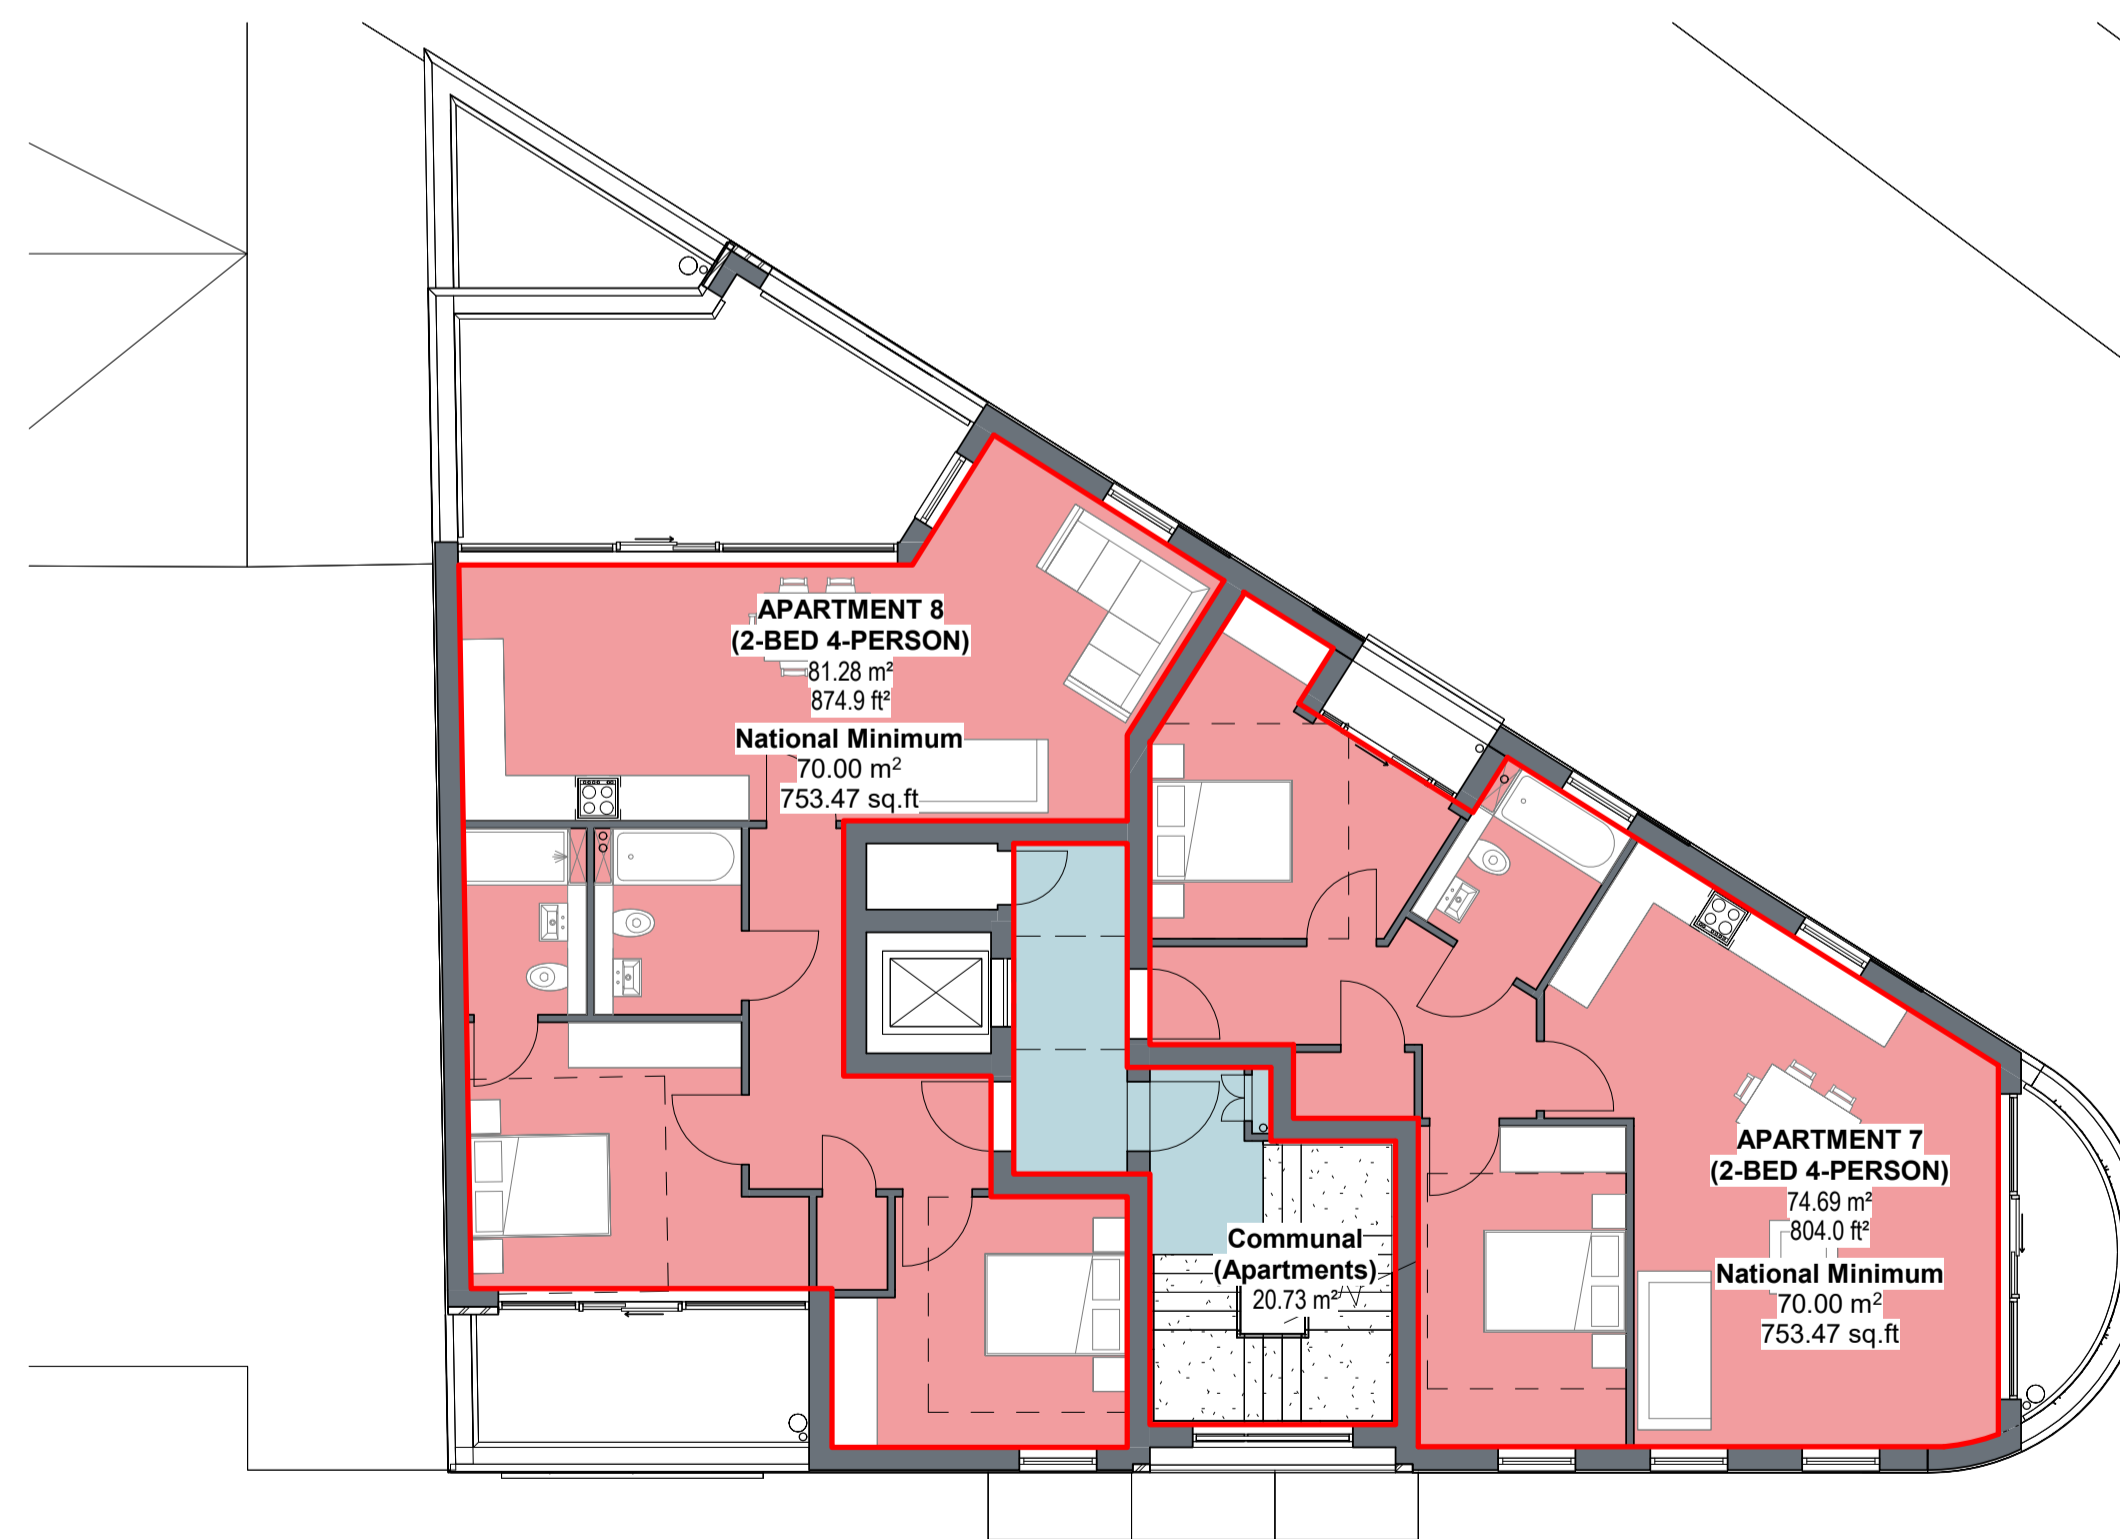 APARTMENT 8
(2-BED 4-PERSON)
81.28 m²
874.9 ft²
National Minimum
70.00 m²
753.47 sq.ft
APARTMENT 7
(2-BED 4-PERSON)
74.69 m²
804.0 ft²
National Minimum
70.00 m²
753.47 sq.ft
Communal
(Apartments)
20.73 m²